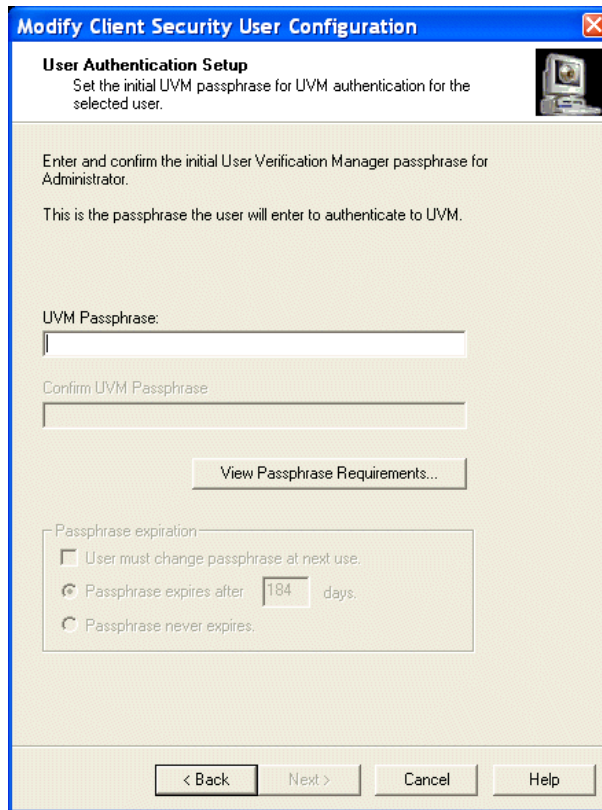 Modify Client Security User Configuration
User Authentication Setup
Set the initial UVM passphrase for UVM authentication for the
selected user.
Enter and confirm the initial User Verification Manager passphrase for
Administrator.
This is the passphrase the user will enter to authenticate to UVM.
UVM Passphrase:
Confirm UVM Passphrase
View Passphrase Requirements...
Passphrase expiration
User must change passphrase at next use.
Passphrase expires after 184 days.
Passphrase never expires.
< Back Next > Cancel Help